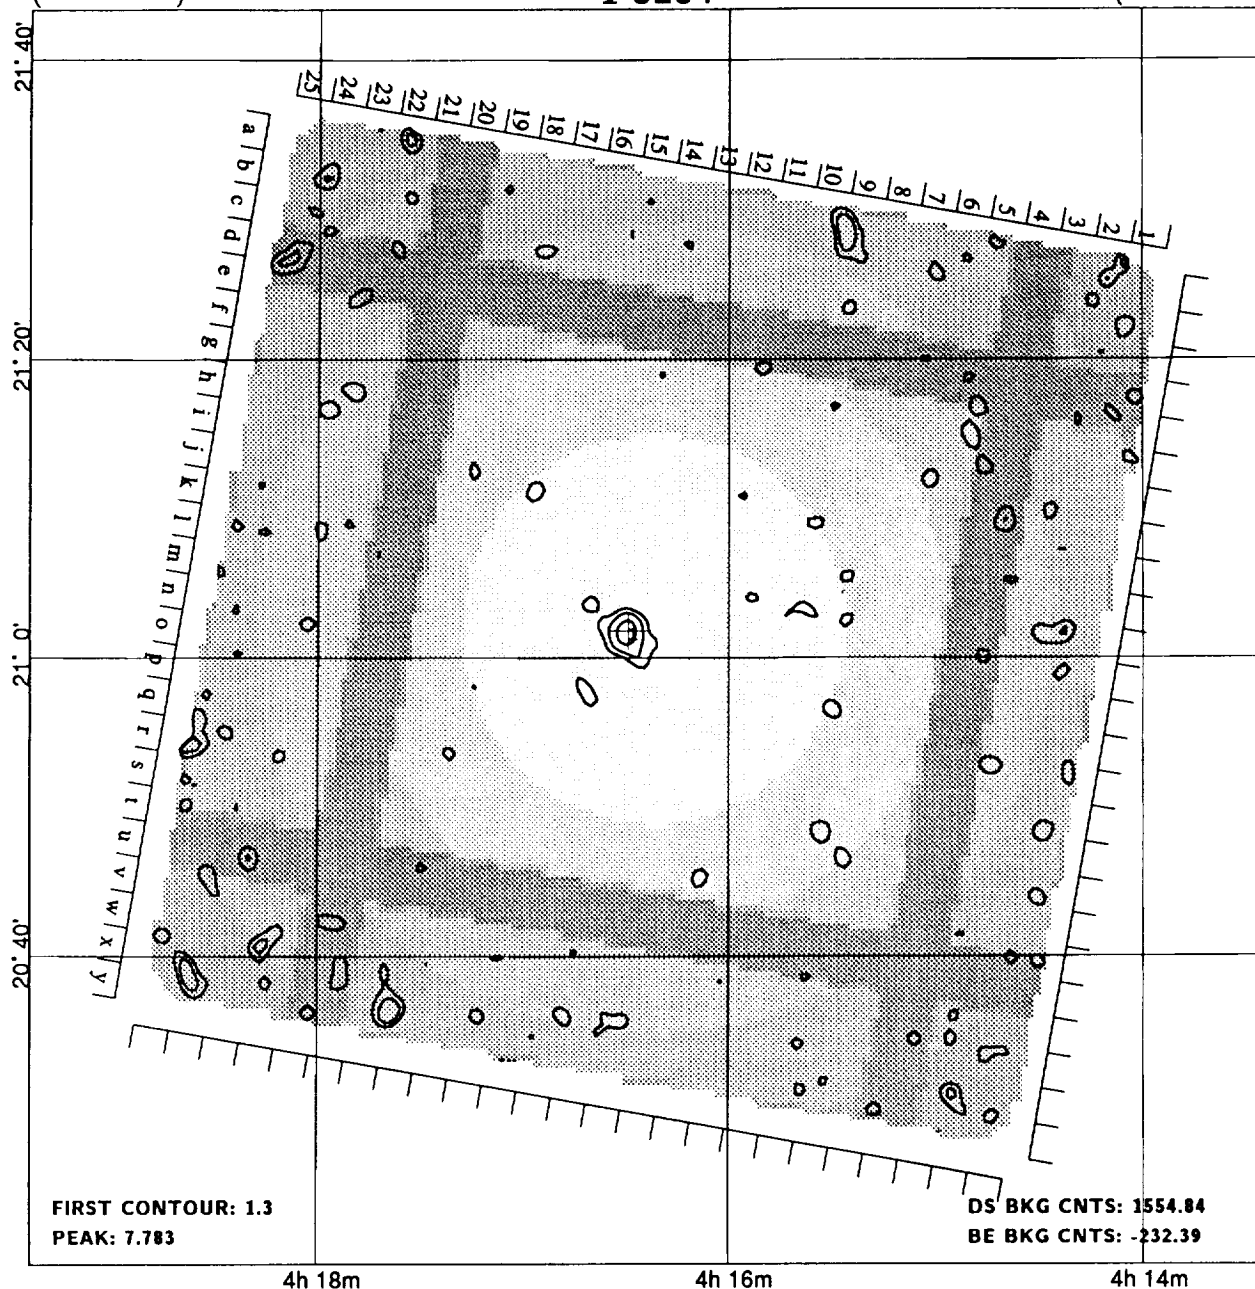 21° 40'
25 24 23 22 21 20 19 18 17 16 15 14 13 12 11 10 9 8 7 6 5 4 3 2 1
a b c d e f g h i j k l m n o p q r s t u v w x y
21° 20'
21° 0'
20° 40'
FIRST CONTOUR: 1.3
PEAK: 7.783
DS BKG CNTS: 1554.84
BE BKG CNTS: -232.39
4h 18m
4h 16m
4h 14m